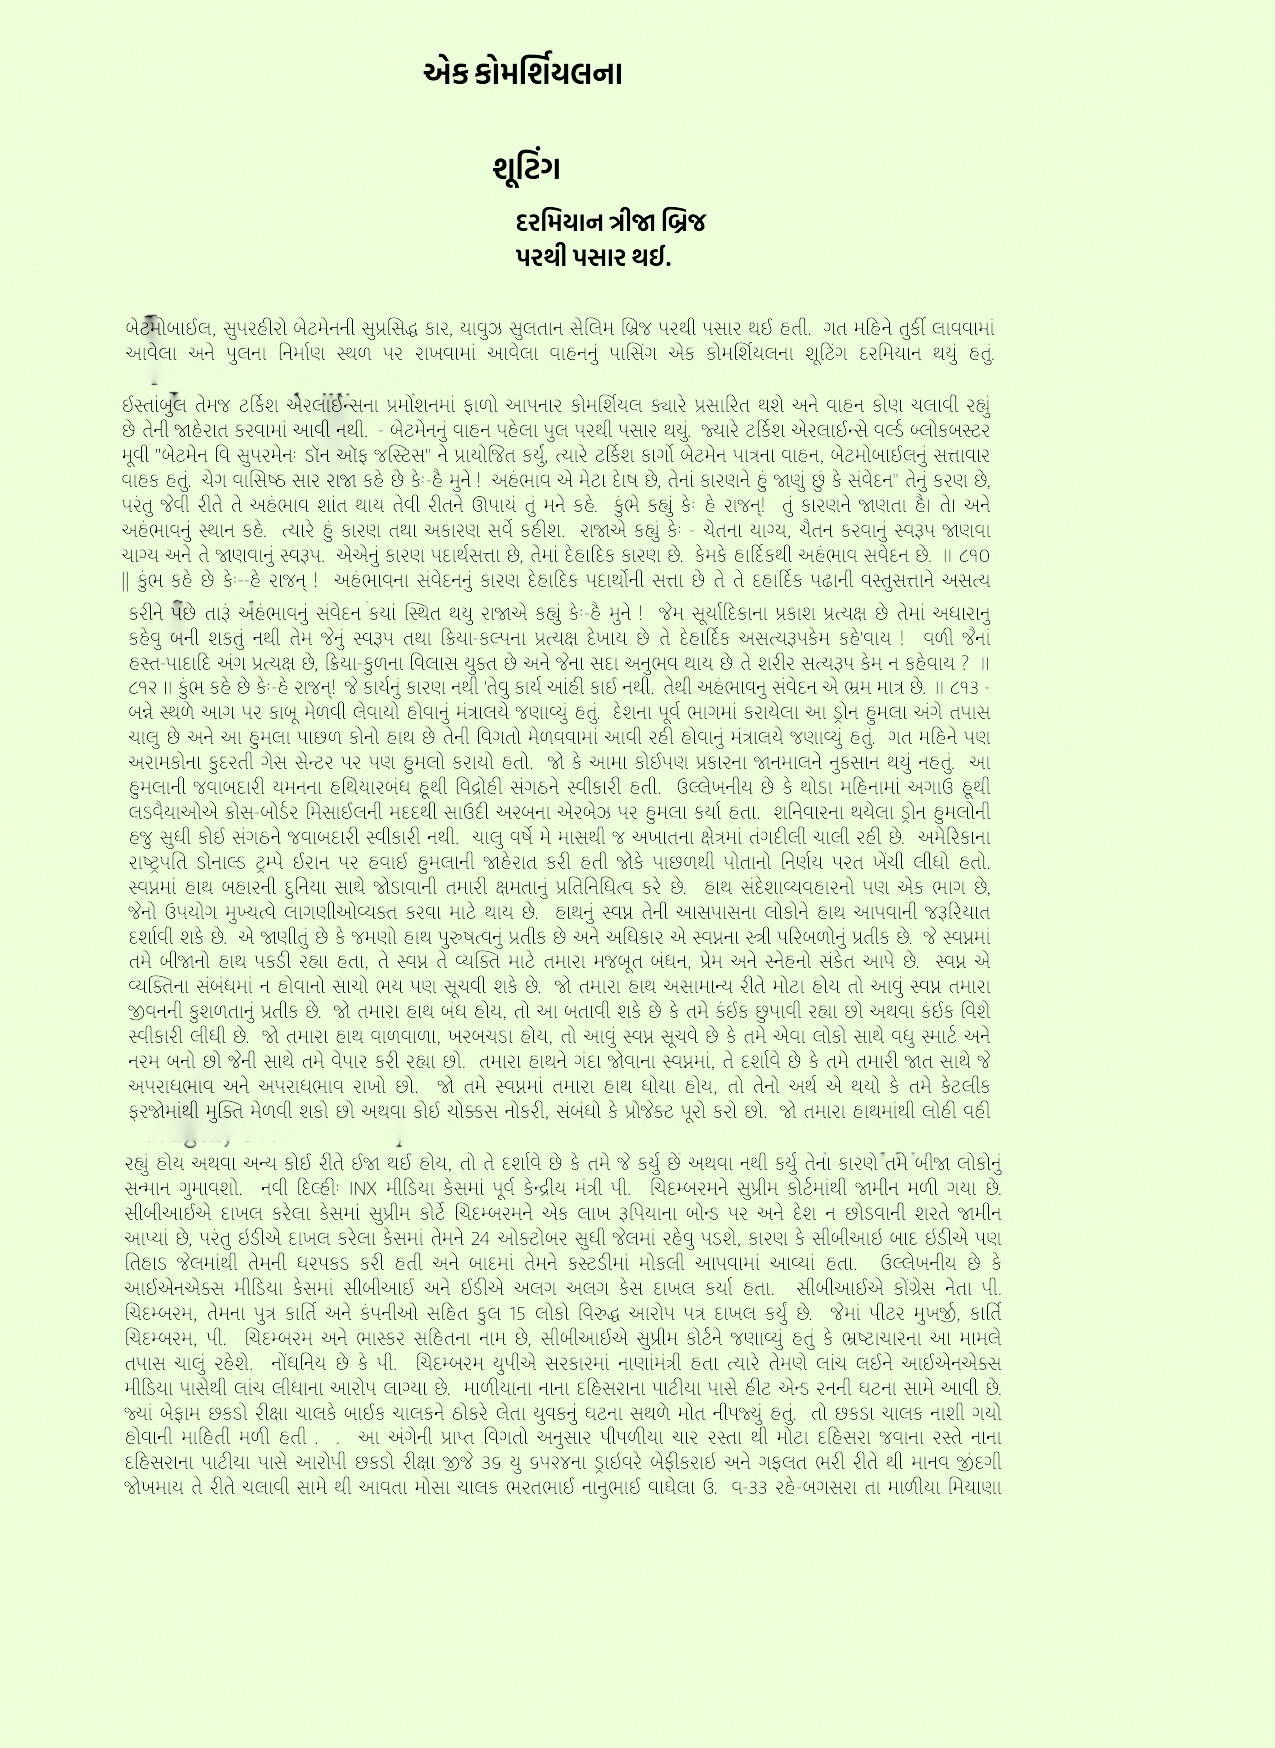 એક કોમર્શિયલના
શૂટિંગ
દરમિયાન ત્રીજા બ્રિજ
પરથી પસાર થઈ.
બેટમોબાઈલ, સુપરહીરો બેટમેનની સુપ્રસિદ્ધ કાર, યાવુઝ સુલતાન સેલિમ બ્રિજ પરથી પસાર થઈ હતી. ગત મહિને તુર્કી લાવવામાં
આવેલા અને પુલના નિર્માણ સ્થળ પર રાખવામાં આવેલા વાહનનું પાસિંગ એક કોમર્શિયલના શૂટિંગ દરમિયાન થયું હતું.
ઈસ્તાંબુલ તેમજ ટર્કિશ એરલાઈન્સના પ્રમોશનમાં ફાળો આપનાર કોમર્શિયલ ક્યારે પ્રસારિત થશે અને વાહન કોણ ચલાવી રહ્યું
છે તેની જાહેરાત કરવામાં આવી નથી. - બેટમેનનું વાહન પહેલા પુલ પરથી પસાર થયું. જ્યારે ટર્કિશ એરલાઈન્સે વર્લ્ડ બ્લોકબસ્ટર
મૂવી "બેટમેન વિ સુપરમેનઃ ડૉન ઑફ જસ્ટિસ" ને પ્રાયોજિત કર્યું, ત્યારે ટર્કિશ કાર્ગો બેટમેન પાત્રના વાહન, બેટમોબાઈલનું સત્તાવાર
વાહક હતું. ચેગ વાસિષ્ઠ સાર રાજા કહે છે કેઃ-હૈ મુને ! અહંભાવ એ મેટા દેાષ છે, તેનાં કારણને હું જાણું છું કે સંવેદન" તેનું કરણ છે,
પરંતુ જેવી રીતે તે અહંભાવ શાંત થાય તેવી રીતને ઊપાયં તું મને કહે. કુંભે કહ્યું કેઃ હે રાજન્! તું કારણને જાણતા હૈ। તે। અને
અહંભાવનું સ્થાન કહે. ત્યારે હું કારણ તથા અકારણ સર્વે કહીશ. રાજાએ કહ્યું કેઃ - ચેતના યાગ્ય, ચૈતન કરવાનું સ્વરૂપ જાણવા
ચાગ્ય અને તે જાણવાનું સ્વરૂપ. એએનું કારણ પદાર્થસત્તા છે, તેમાં દેહાદિક કારણ છે. કેમકે હાર્દિકથી અહંભાવ સવેદન છે. ॥ ૮૧૦
|| કુંભ કહે છે કેઃ--હે રાજન્ ! અહંભાવના સંવેદનનું કારણ દેહાદિક પદાર્થોની સત્તા છે તે તે દહાર્દિક પઢાની વસ્તુસત્તાને અસત્ય
કરીને પછે તારૂં અહંભાવનું સંવેદન કયાં સ્થિત થયુ રાજાએ કહ્યું કેઃ-હૈ મુને ! જેમ સૂર્યાદિકાના પ્રકાશ પ્રત્યક્ષ છે તેમાં અધારાનુ
કહેવુ બની શકતું નથી તેમ જેનું સ્વરૂપ તથા ક્રિયા-કલ્પના પ્રત્યક્ષ દેખાય છે તે દેહાર્દિક અસત્યરૂપકેમ કહે'વાય ! વળી જૈનાં
હસ્ત-પાદાદિ અંગ પ્રત્યક્ષ છે, ક્રિયા-કુળના વિલાસ યુક્ત છે અને જેના સદા અનુભવ થાય છે તે શરીર સત્યરૂપ કેમ ન કહેવાય ? ॥
૮૧૨ ॥ કુંભ કહે છે કેઃ-હે રાજન્! જે કાર્યનું કારણ નથી 'તેવુ કાર્ય આંહી કાઈ નથી. તેથી અહંભાવનુ સંવેદન એ ભ્રમ માત્ર છે. ॥ ૮૧૩ -
બન્ને સ્થળે આગ પર કાબૂ મેળવી લેવાયો હોવાનું મંત્રાલયે જણાવ્યું હતું. દેશના પૂર્વ ભાગમાં કરાયેલા આ ડ્રોન હુમલા અંગે તપાસ
ચાલુ છે અને આ હુમલા પાછળ કોનો હાથ છે તેની વિગતો મેળવવામાં આવી રહી હોવાનું મંત્રાલયે જણાવ્યું હતું. ગત મહિને પણ
અરામકોના કુદરતી ગેસ સેન્ટર પર પણ હુમલો કરાયો હતો. જો કે આમા કોઈપણ પ્રકારના જાનમાલને નુકસાન થયું નહતું. આ
હુમલાની જવાબદારી યમનના હથિયારબંધ હૂથી વિદ્રોહી સંગઠને સ્વીકારી હતી. ઉલ્લેખનીય છે કે થોડા મહિનામાં અગાઉ હૂથી
લડવૈયાઓએ ક્રોસ-બોર્ડર મિસાઈલની મદદથી સાઉદી અરબના એરબેઝ પર હુમલા કર્યા હતા. શનિવારના થયેલા ડ્રોન હુમલોની
હજુ સુધી કોઈ સંગઠને જવાબદારી સ્વીકારી નથી. ચાલુ વર્ષે મે માસથી જ અખાતના ક્ષેત્રમાં તંગદીલી ચાલી રહી છે. અમેરિકાના
રાષ્ટ્રપતિ ડોનાલ્ડ ટ્રમ્પે ઈરાન પર હવાઈ હુમલાની જાહેરાત કરી હતી જોકે પાછળથી પોતાનો નિર્ણય પરત ખેંચી લીધો હતો.
સ્વપ્નમાં હાથ બહારની દુનિયા સાથે જોડાવાની તમારી ક્ષમતાનું પ્રતિનિધિત્વ કરે છે. હાથ સંદેશાવ્યવહારનો પણ એક ભાગ છે,
જેનો ઉપયોગ મુખ્યત્વે લાગણીઓવ્યક્ત કરવા માટે થાય છે. હાથનું સ્વપ્ન તેની આસપાસના લોકોને હાથ આપવાની જરૂરિયાત
દર્શાવી શકે છે. એ જાણીતું છે કે જમણો હાથ પુરુષત્વનું પ્રતીક છે અને અધિકાર એ સ્વપ્નના સ્ત્રી પરિબળોનું પ્રતીક છે. જે સ્વપ્નમાં
તમે બીજાનો હાથ પકડી રહ્યા હતા, તે સ્વપ્ન તે વ્યક્તિ માટે તમારા મજબૂત બંધન, પ્રેમ અને સ્નેહનો સંકેત આપે છે. સ્વપ્ન એ
વ્યક્તિના સંબંધમાં ન હોવાનો સાચો ભય પણ સૂચવી શકે છે. જો તમારા હાથ અસામાન્ય રીતે મોટા હોય તો આવું સ્વપ્ન તમારા
જીવનની કુશળતાનું પ્રતીક છે. જો તમારા હાથ બંધ હોય, તો આ બતાવી શકે છે કે તમે કંઈક છુપાવી રહ્યા છો અથવા કંઈક વિશે
સ્વીકારી લીધી છે. જો તમારા હાથ વાળવાળા, ખરબચડા હોય, તો આવું સ્વપ્ન સૂચવે છે કે તમે એવા લોકો સાથે વધુ સ્માર્ટ અને
નરમ બનો છો જેની સાથે તમે વેપાર કરી રહ્યા છો. તમારા હાથને ગંદા જોવાના સ્વપ્નમાં, તે દર્શાવે છે કે તમે તમારી જાત સાથે જે
અપરાધભાવ અને અપરાધભાવ રાખો છો. જો તમે સ્વપ્નમાં તમારા હાથ ધોયા હોય, તો તેનો અર્થ એ થયો કે તમે કેટલીક
ફરજોમાંથી મુક્તિ મેળવી શકો છો અથવા કોઈ ચોક્કસ નોકરી, સંબંધો કે પ્રોજેક્ટ પૂરો કરો છો. જો તમારા હાથમાંથી લોહી વહી
રહ્યું હોય અથવા અન્ય કોઈ રીતે ઈજા થઈ હોય, તો તે દર્શાવે છે કે તમે જે કર્યું છે અથવા નથી કર્યું તેના કારણે તમે બીજા લોકોનું
સન્માન ગુમાવશો. નવી દિલ્હીઃ INX મીડિયા કેસમાં પૂર્વ કેન્દ્રીય મંત્રી પી. ચિદમ્બરમને સુપ્રીમ કોર્ટમાંથી જામીન મળી ગયા છે.
સીબીઆઈએ દાખલ કરેલા કેસમાં સુપ્રીમ કોર્ટે ચિદમ્બરમને એક લાખ રૂપિયાના બોન્ડ પર અને દેશ ન છોડવાની શરતે જામીન
આપ્યાં છે, પરંતુ ઇડીએ દાખલ કરેલા કેસમાં તેમને 24 ઓક્ટોબર સુધી જેલમાં રહેવુ પડશે, કારણ કે સીબીઆઇ બાદ ઇડીએ પણ
તિહાડ જેલમાંથી તેમની ધરપકડ કરી હતી અને બાદમાં તેમને કસ્ટડીમાં મોકલી આપવામાં આવ્યાં હતા. ઉલ્લેખનીય છે કે
આઈએનએક્સ મીડિયા કેસમાં સીબીઆઈ અને ઈડીએ અલગ અલગ કેસ દાખલ કર્યા હતા. સીબીઆઈએ કોંગ્રેસ નેતા પી.
ચિદમ્બરમ, તેમના પુત્ર કાર્તિ અને કંપનીઓ સહિત કુલ 15 લોકો વિરુદ્ધ આરોપ પત્ર દાખલ કર્યું છે. જેમાં પીટર મુખર્જી, કાર્તિ
ચિદમ્બરમ, પી. ચિદમ્બરમ અને ભાસ્કર સહિતના નામ છે, સીબીઆઈએ સુપ્રીમ કોર્ટને જણાવ્યું હતું કે ભ્રષ્ટાચારના આ મામલે
તપાસ ચાલું રહેશે. નોંધનિય છે કે પી. ચિદમ્બરમ યુપીએ સરકારમાં નાણાંમંત્રી હતા ત્યારે તેમણે લાંચ લઈને આઈએનએક્સ
મીડિયા પાસેથી લાંચ લીધાના આરોપ લાગ્યા છે. માળીયાના નાના દહિસરાના પાટીયા પાસે હીટ એન્ડ રનની ઘટના સામે આવી છે.
જ્યાં બેફામ છકડો રીક્ષા ચાલકે બાઈક ચાલકને ઠોકરે લેતા યુવકનું ઘટના સથળે મોત નીપજ્યું હતું. તો છકડા ચાલક નાશી ગયો
હોવાની માહિતી મળી હતી . . આ અંગેની પ્રાપ્ત વિગતો અનુસાર પીપળીયા ચાર રસ્તા થી મોટા દહિસરા જવાના રસ્તે નાના
દહિસરાના પાટીયા પાસે આરોપી છકડો રીક્ષા જીજે ૩૬ યુ ૬૫૨૪ના ડ્રાઇવરે બેફીકરાઇ અને ગફલત ભરી રીતે થી માનવ જીંદગી
જોખમાય તે રીતે ચલાવી સામે થી આવતા મોસા ચાલક ભરતભાઈ નાનુભાઈ વાઘેલા ઉ. વ-૩૩ રહે-બગસરા તા માળીયા મિયાણા